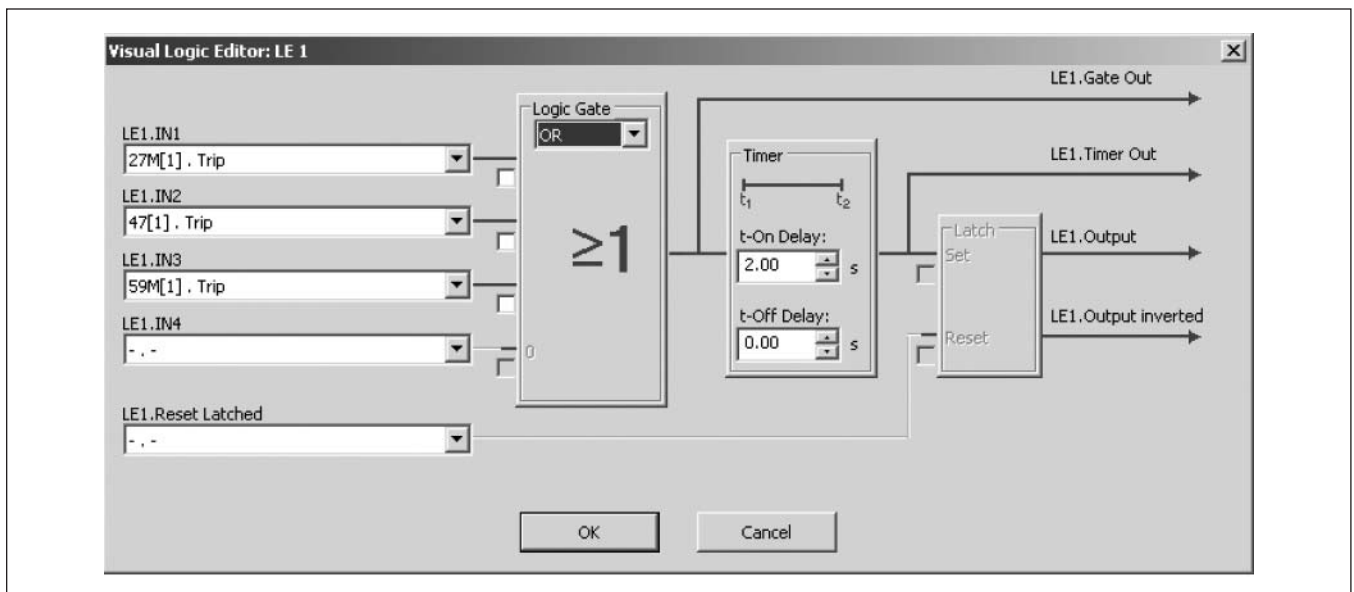 Visual Logic Editor: LE 1
LE1.IN1
27M[1] . Trip
LE1.IN2
47[1] . Trip
LE1.IN3
59M[1] . Trip
LE1.IN4
- . -
LE1.Reset Latched
- . -
Logic Gate
OR
≥1
0
Timer
t1 t2
t-On Delay:
2.00 s
t-Off Delay:
0.00 s
Latch
Set
Reset
LE1.Gate Out
LE1.Timer Out
LE1.Output
LE1.Output inverted
OK Cancel